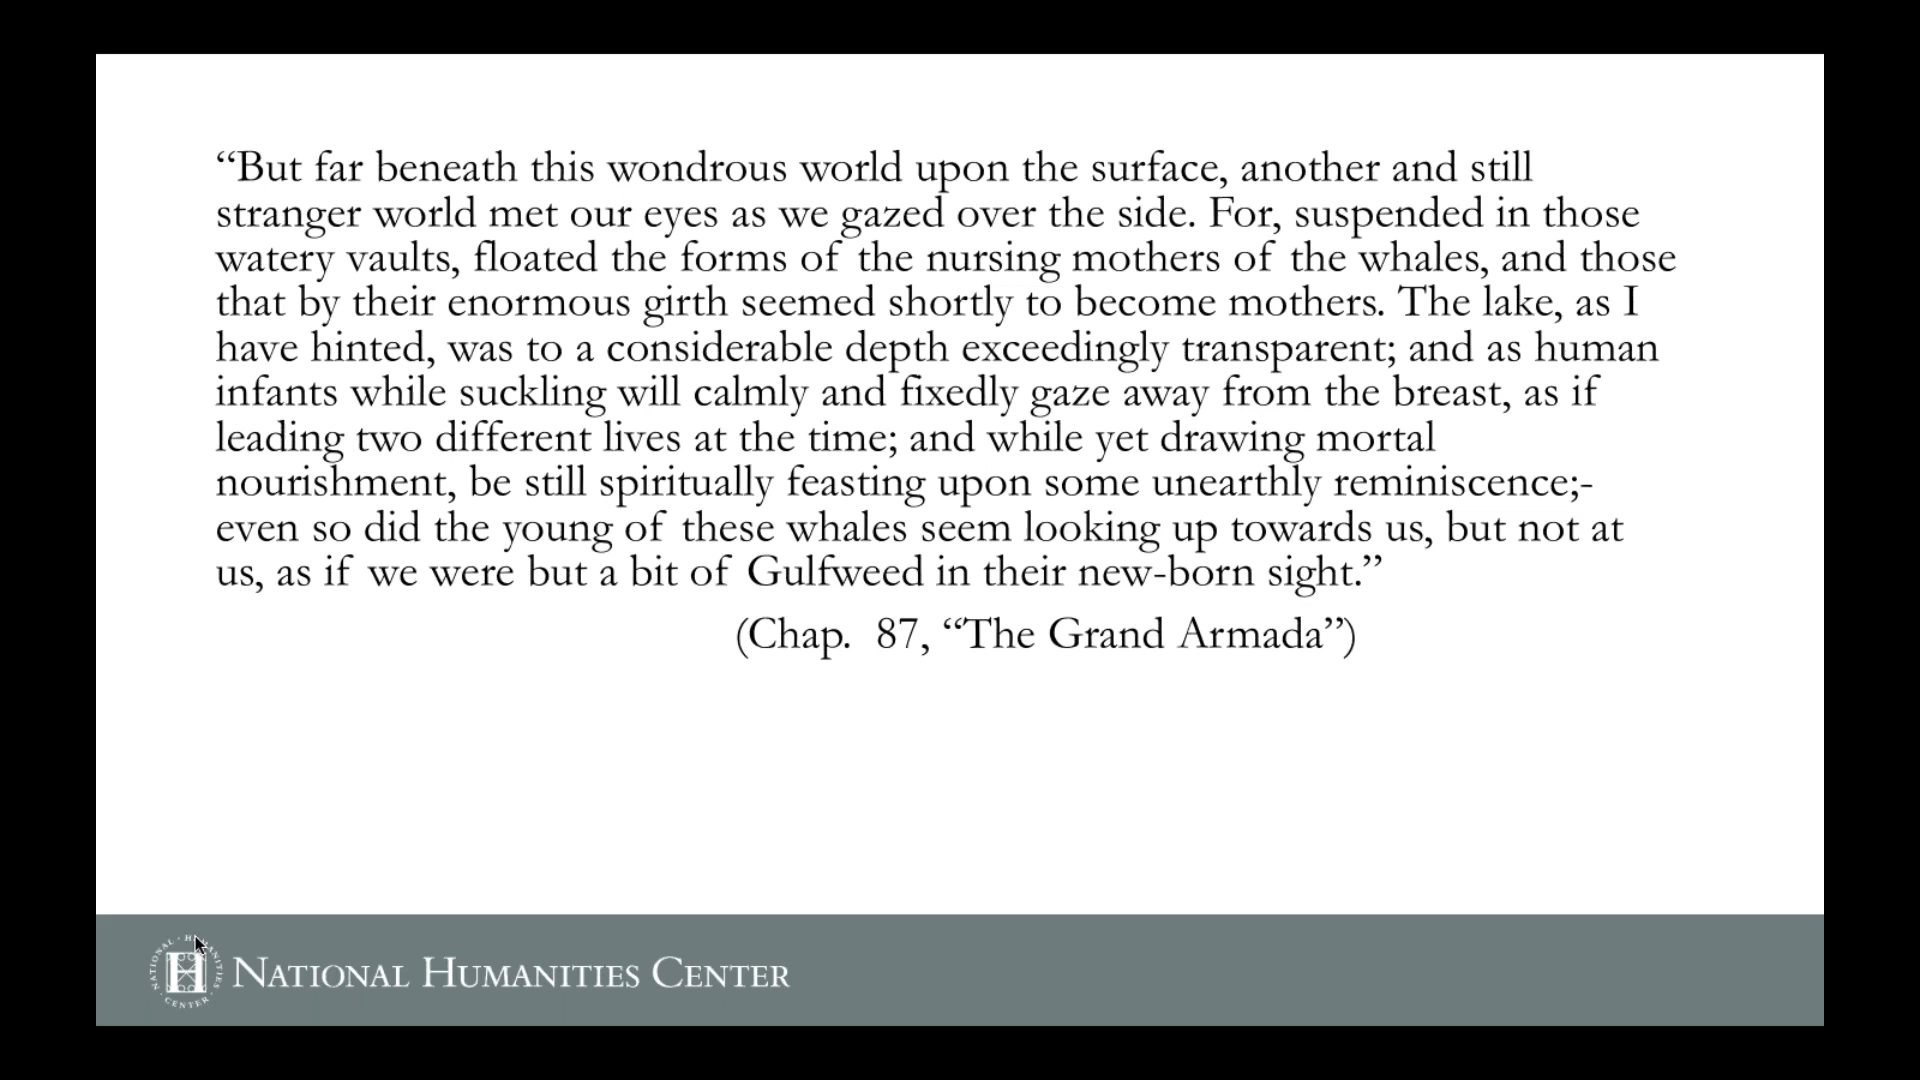 “But far beneath this wondrous world upon the surface, another and still
stranger world met our eyes as we gazed over the side. For, suspended in those
watery vaults, floated the forms of the nursing mothers of the whales, and those
that by their enormous girth seemed shortly to become mothers. The lake, as I
have hinted, was to a considerable depth exceedingly transparent; and as human
infants while suckling will calmly and fixedly gaze away from the breast, as if
leading two different lives at the time; and while yet drawing mortal
nourishment, be still spiritually feasting upon some unearthly reminiscence;-
even so did the young of these whales seem looking up towards us, but not at
us, as if we were but a bit of Gulfweed in their new-born sight.”
(Chap. 87, “The Grand Armada”)
NATIONAL · HUMANITIES · CENTER ·
H
NATIONAL HUMANITIES CENTER